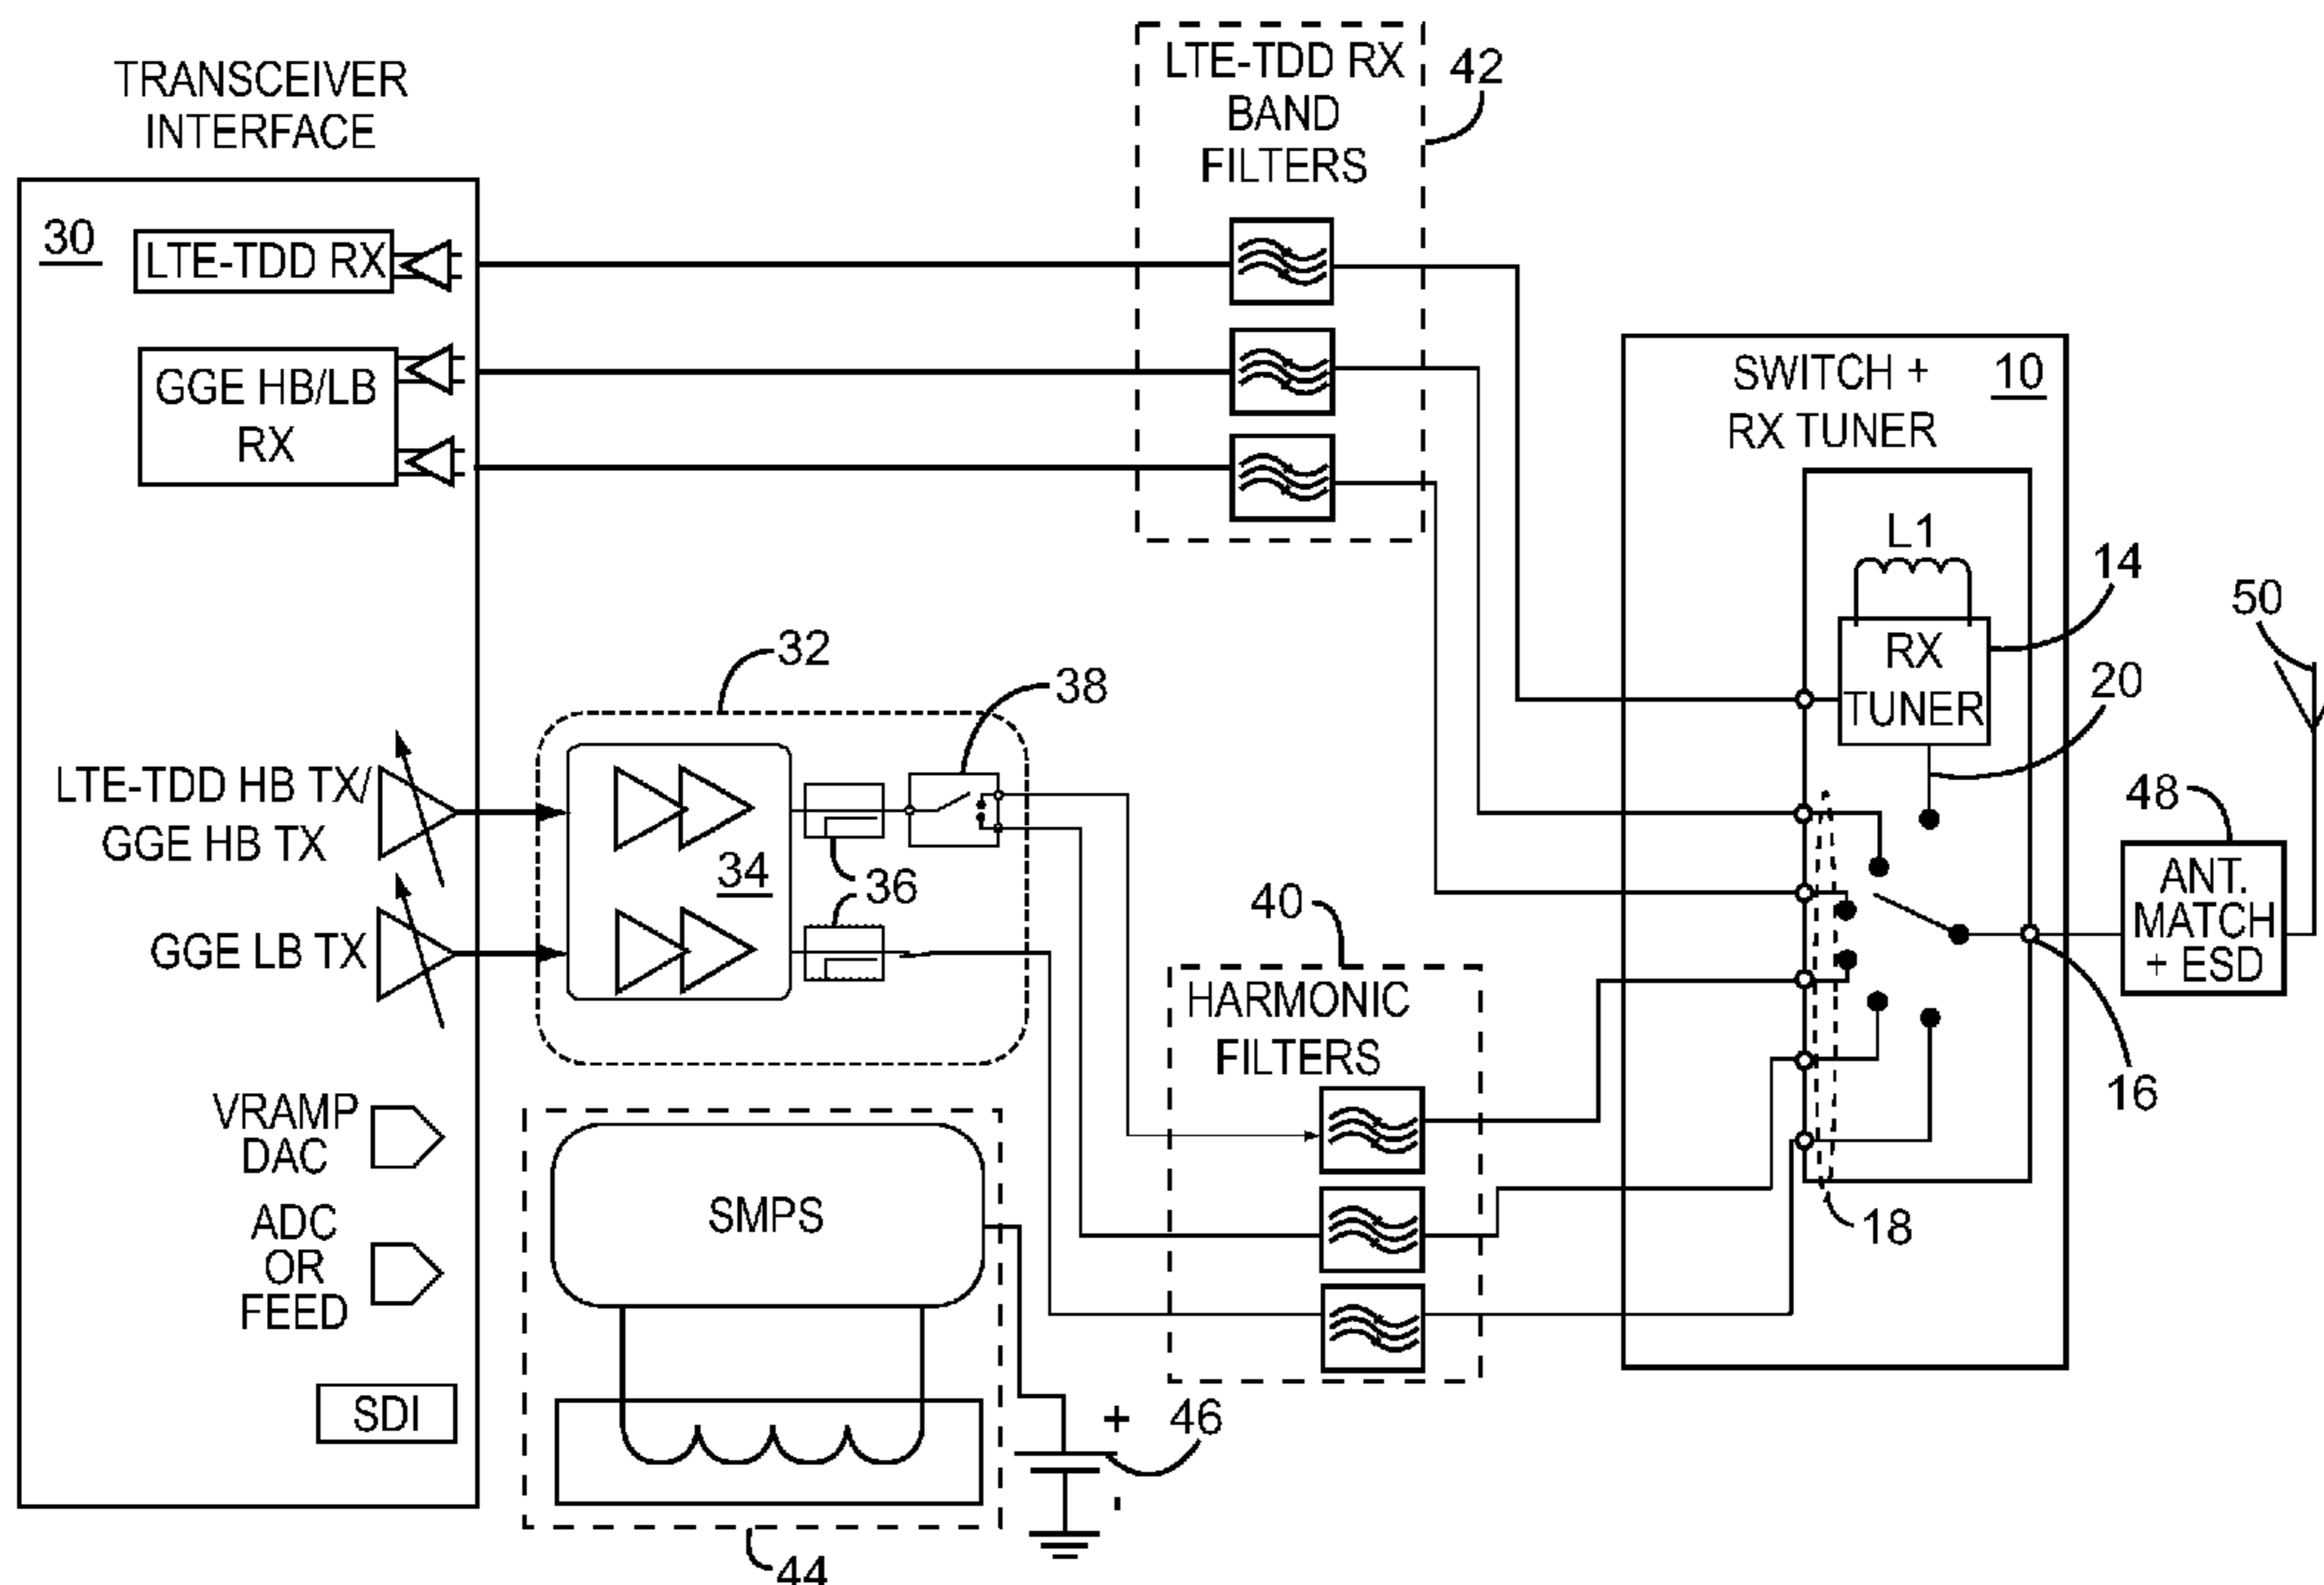 TRANSCEIVER
INTERFACE
30
LTE-TDD RX
GGE HB/LB
RX
LTE-TDD HB TX/
GGE HB TX
GGE LB TX
VRAMP
DAC
ADC
OR
FEED
SDI
LTE-TDD RX
BAND
FILTERS
42
32
38
34
36
SMPS
44
+
46
-
40
HARMONIC
FILTERS
SWITCH +
RX TUNER
10
L1
RX
TUNER
14
20
18
16
48
ANT.
MATCH
+ ESD
50